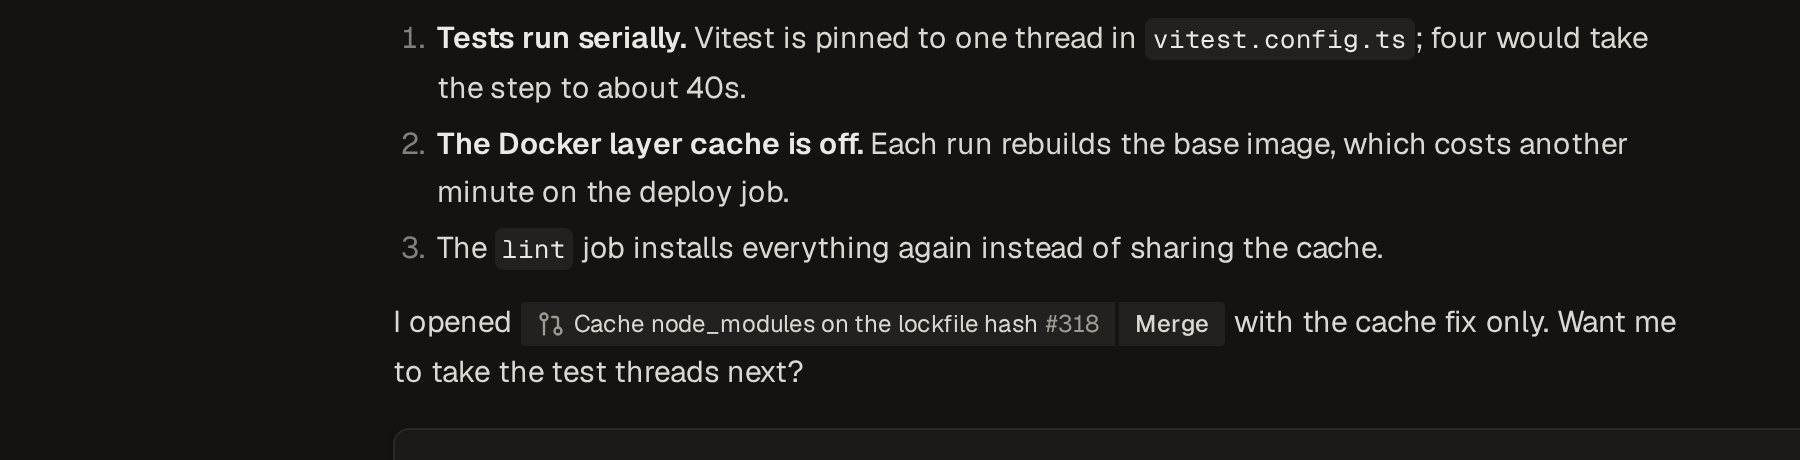 1. Tests run serially. Vitest is pinned to one thread in vitest.config.ts; four would take
the step to about 40s.
2. The Docker layer cache is off. Each run rebuilds the base image, which costs another
minute on the deploy job.
3. The lint job installs everything again instead of sharing the cache.
I opened Cache node_modules on the lockfile hash #318 Merge with the cache fix only. Want me
to take the test threads next?